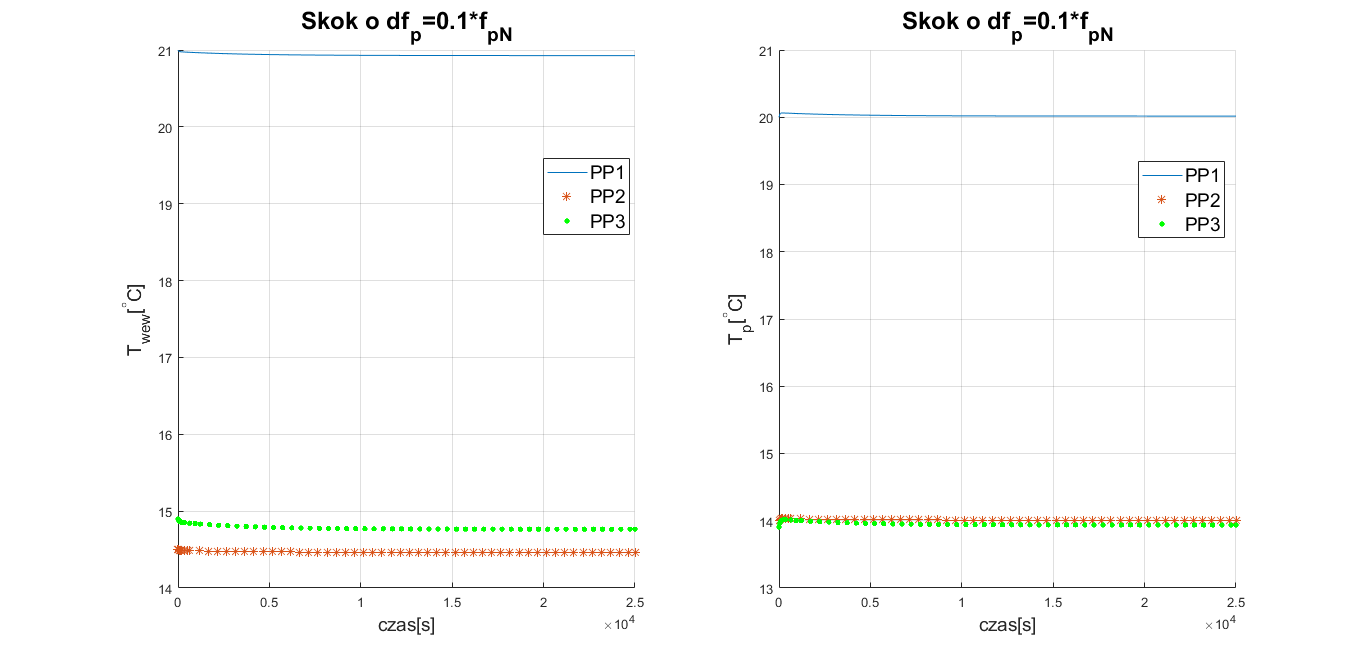 Skok o df_p=0.1*f_pN
T_wew[°C]
21
20
19
18
17
16
15
14
0 0.5 1 1.5 2 2.5
×10^4
czas[s]
PP1
PP2
PP3
Skok o df_p=0.1*f_pN
T_p[°C]
21
20
19
18
17
16
15
14
13
0 0.5 1 1.5 2 2.5
×10^4
czas[s]
PP1
PP2
PP3